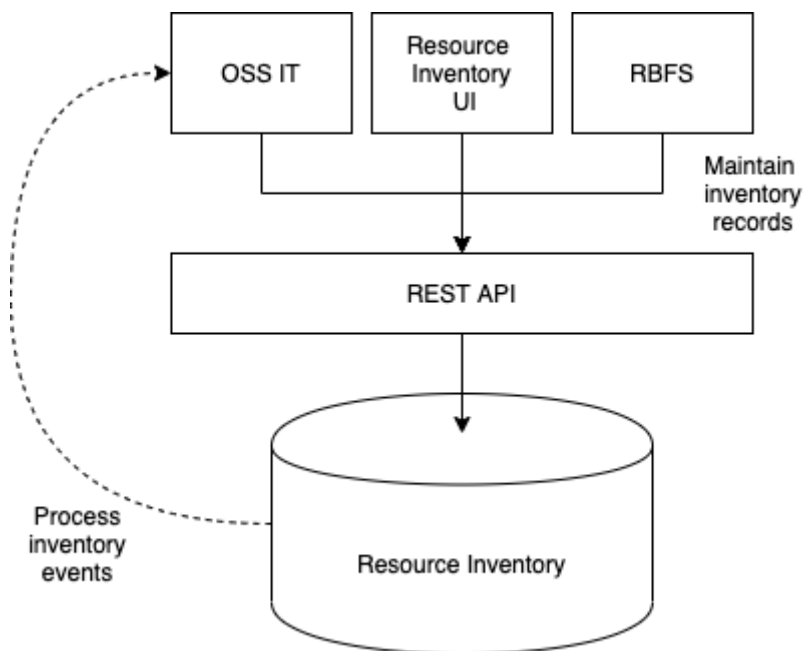 OSS IT
Resource
Inventory
UI
RBFS
Maintain
inventory
records
REST API
Process
inventory
events
Resource Inventory